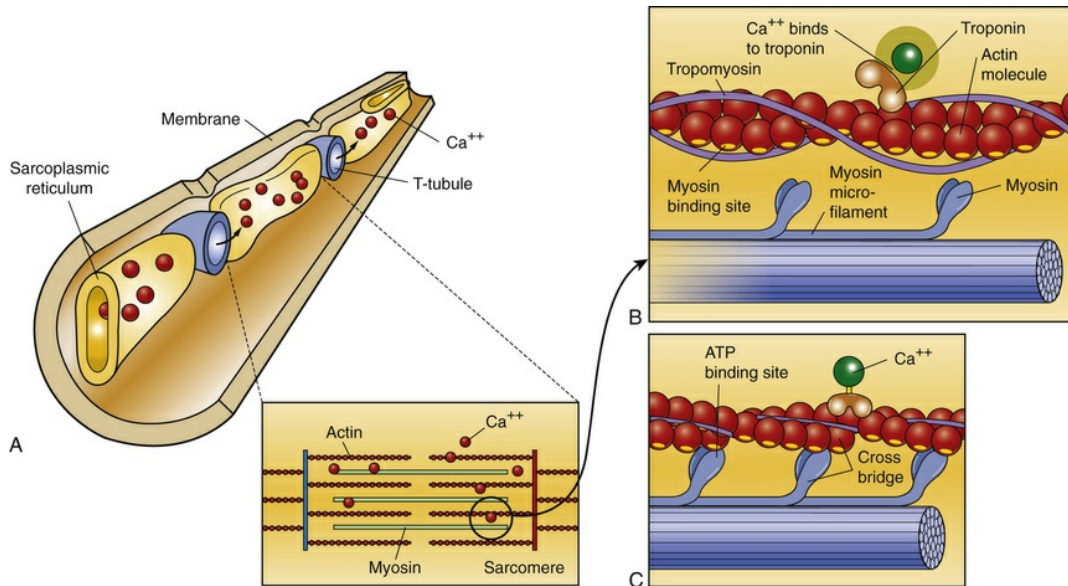 Membrane
Ca++
T-tubule
Sarcoplasmic
reticulum
A
Actin
Ca++
Myosin
Sarcomere
Ca++ binds
to troponin
Troponin
Tropomyosin
Actin
molecule
Myosin
binding site
Myosin
micro-
filament
Myosin
B
ATP
binding site
Ca++
Cross
bridge
C